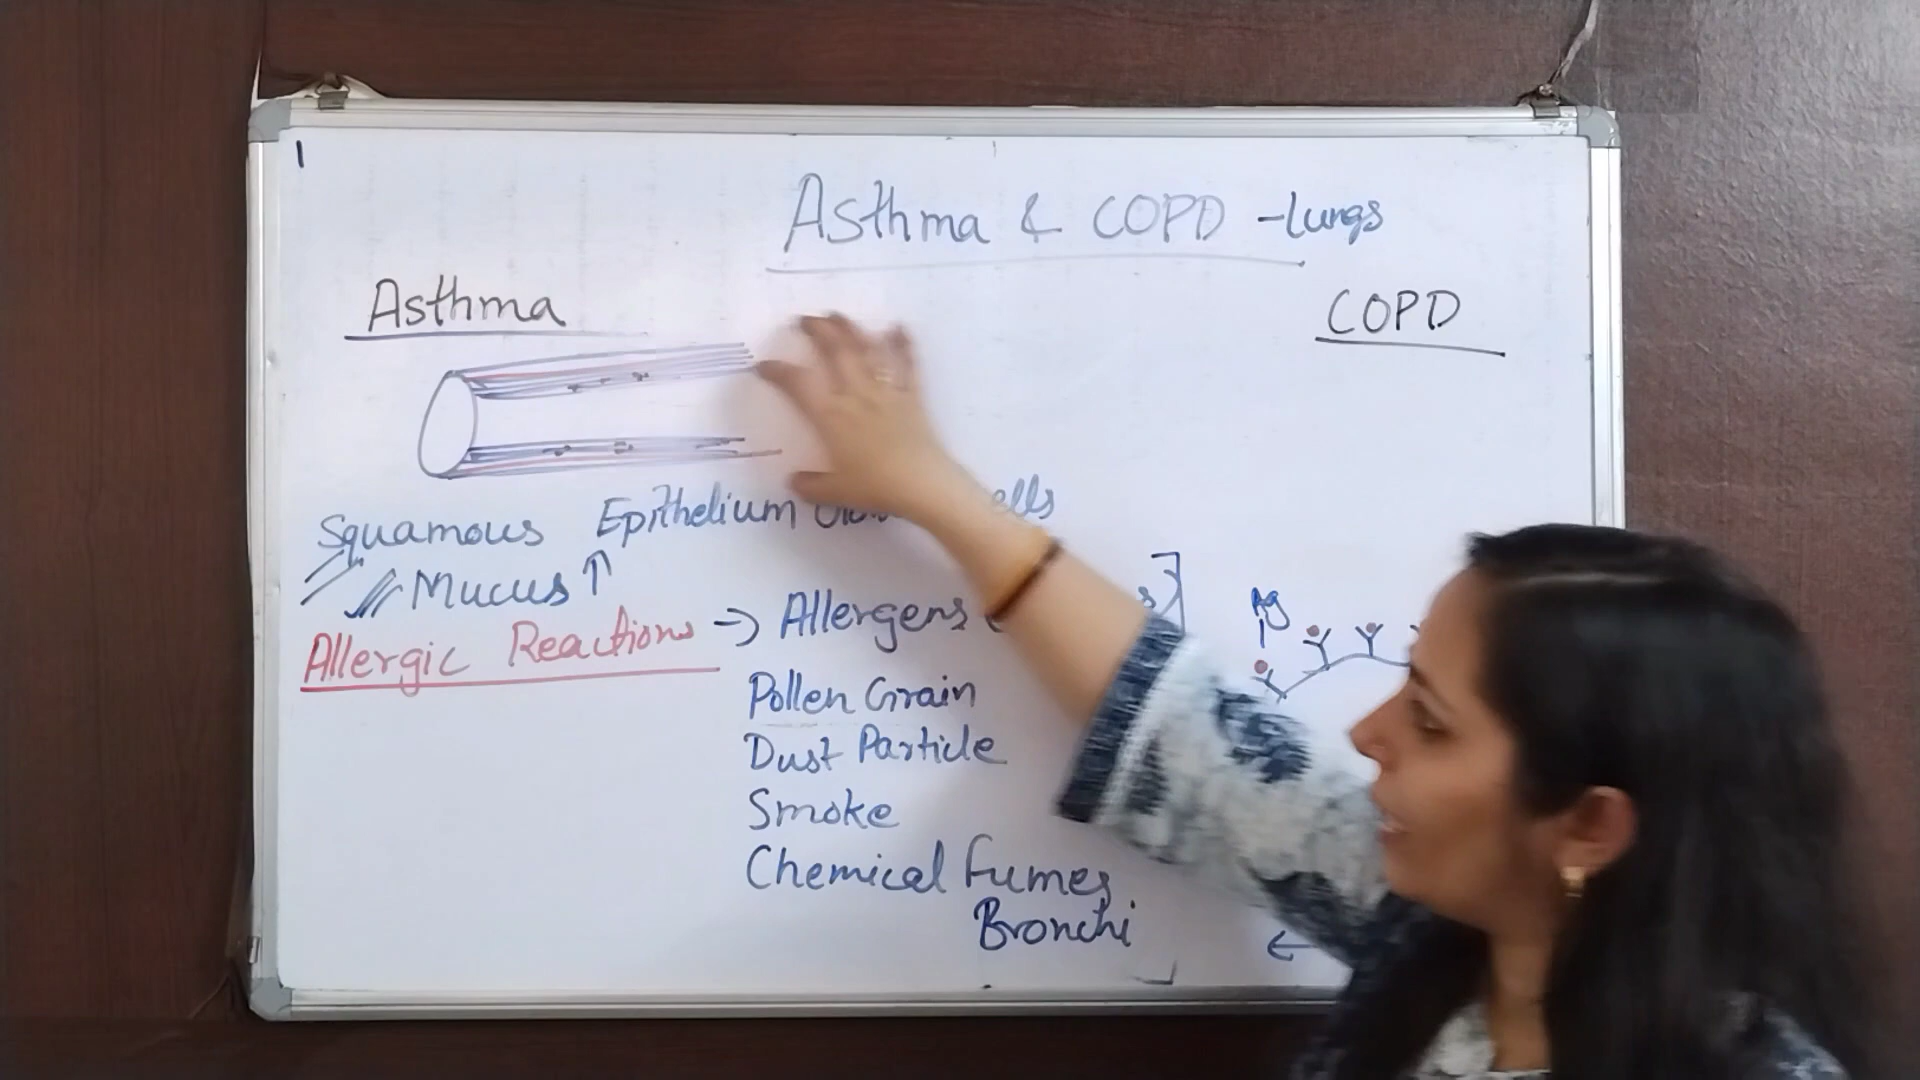 Asthma & COPD - Lungs
Asthma
COPD
Squamous Epithelium
Mucus ↑
Allergic Reactions → Allergens
Pollen Grain
Dust Particle
Smoke
Chemical Fumes
Bronchi
Ag
←